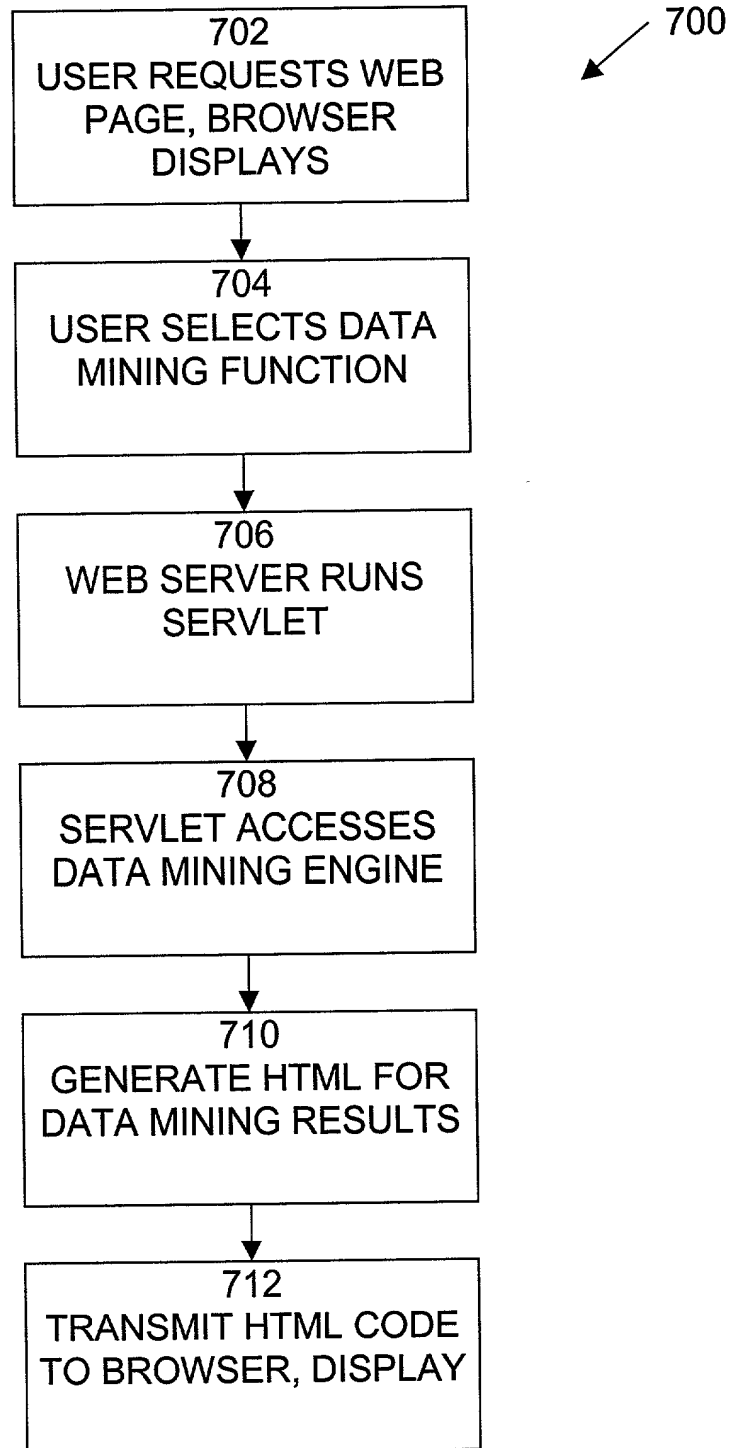 700
702
USER REQUESTS WEB
PAGE, BROWSER
DISPLAYS
704
USER SELECTS DATA
MINING FUNCTION
706
WEB SERVER RUNS
SERVLET
708
SERVLET ACCESSES
DATA MINING ENGINE
710
GENERATE HTML FOR
DATA MINING RESULTS
712
TRANSMIT HTML CODE
TO BROWSER, DISPLAY